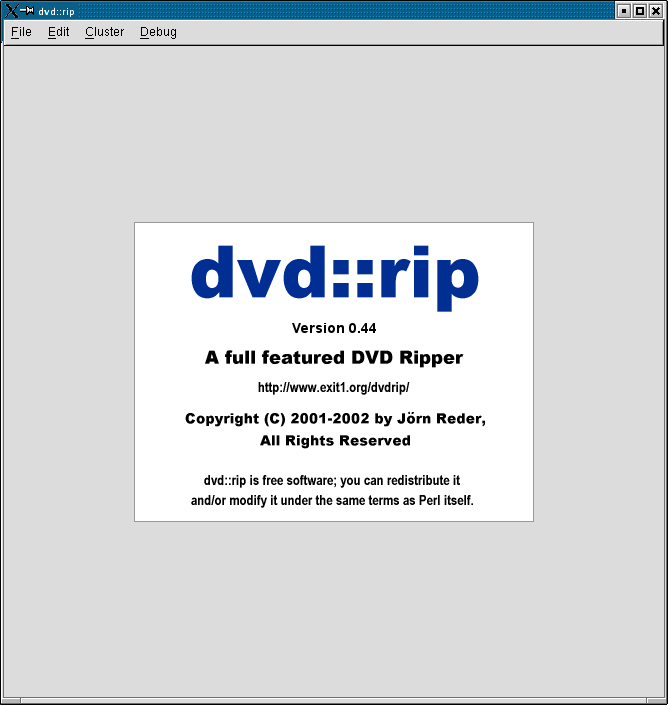 dvd::rip
File Edit Cluster Debug
dvd::rip
Version 0.44
A full featured DVD Ripper
http://www.exit1.org/dvdrip/
Copyright (C) 2001-2002 by Jörn Reder,
All Rights Reserved
dvd::rip is free software; you can redistribute it
and/or modify it under the same terms as Perl itself.